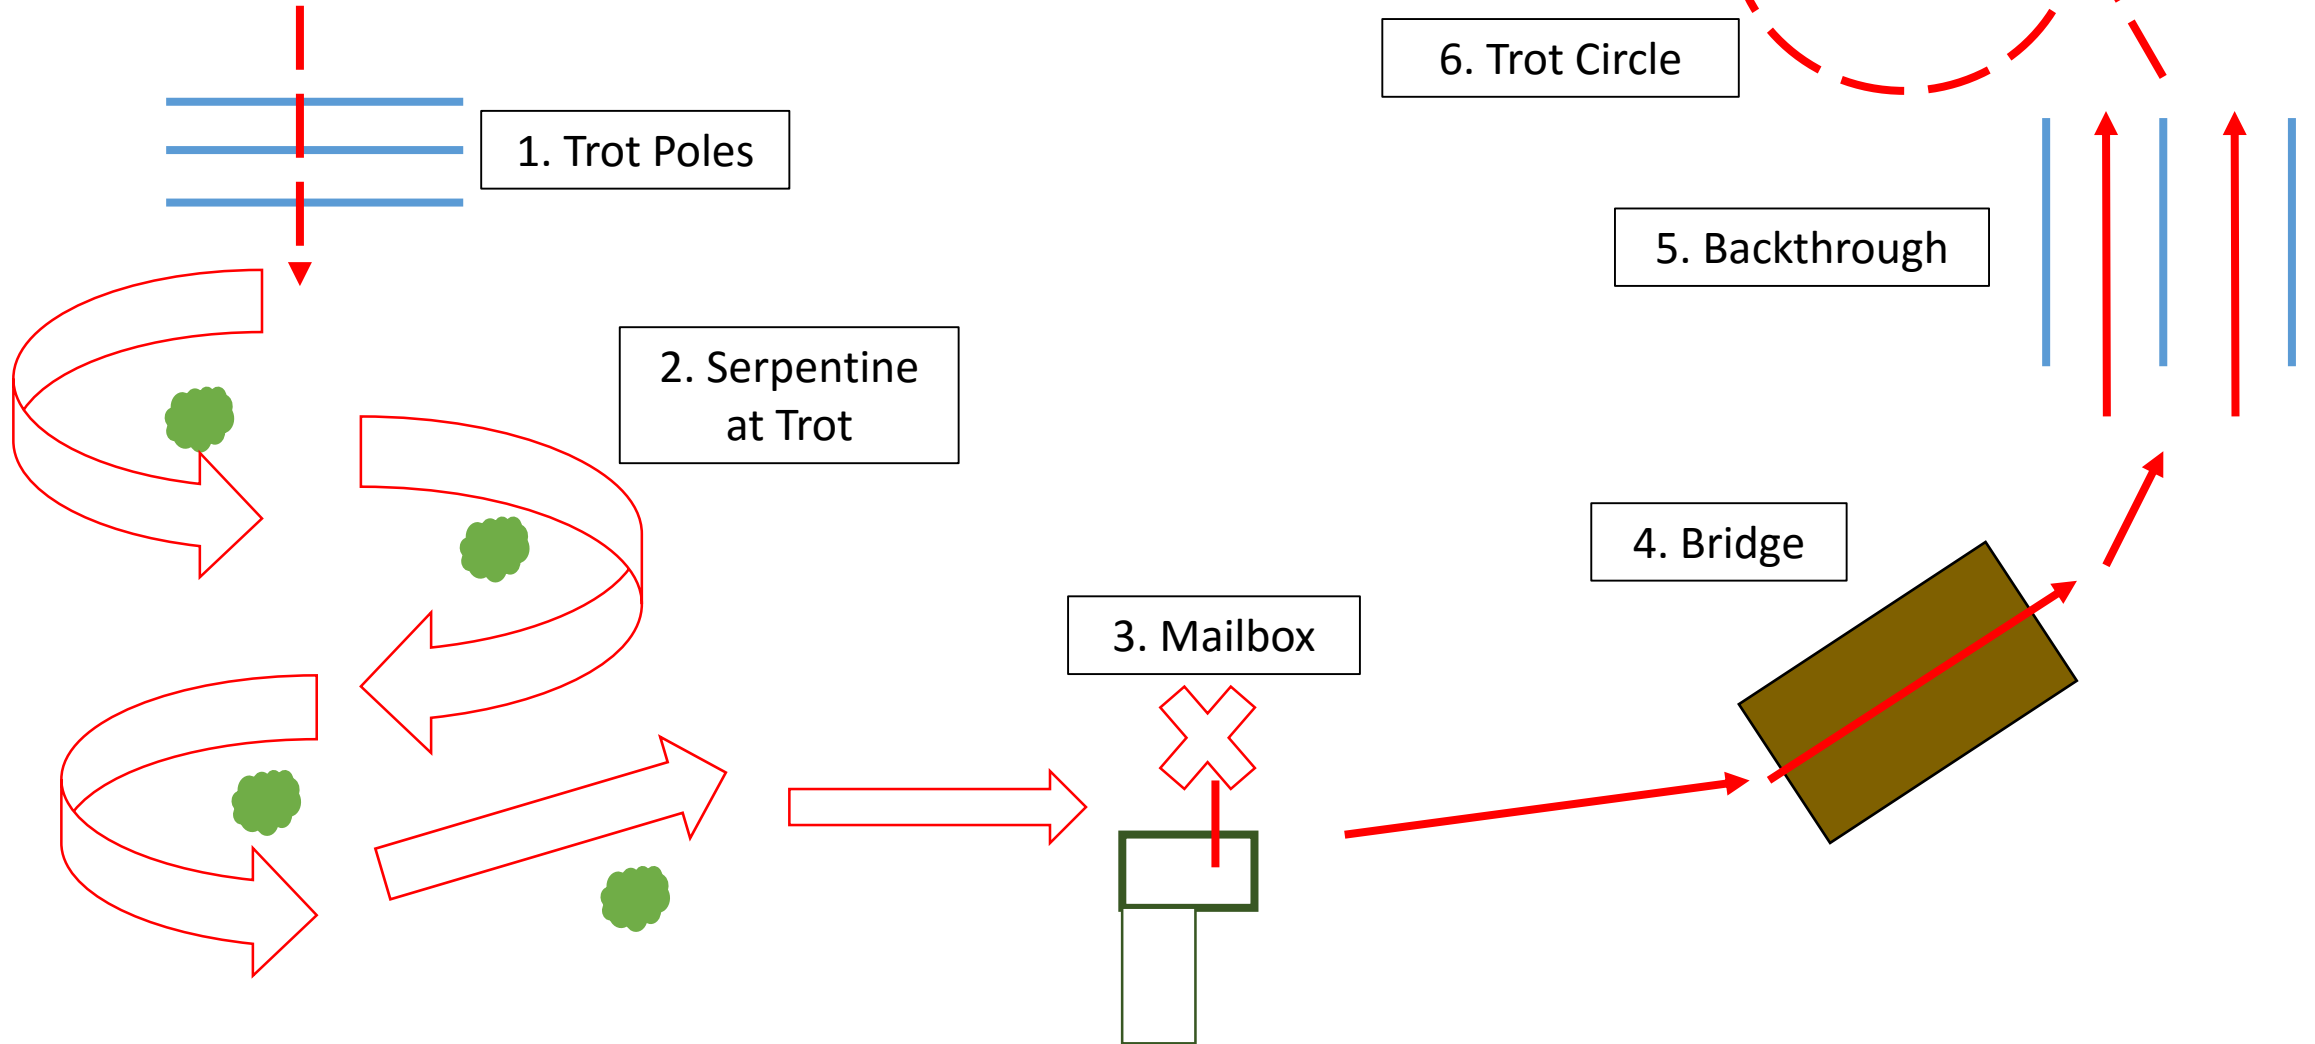 1. Trot Poles
2. Serpentine
at Trot
3. Mailbox
4. Bridge
5. Backthrough
6. Trot Circle